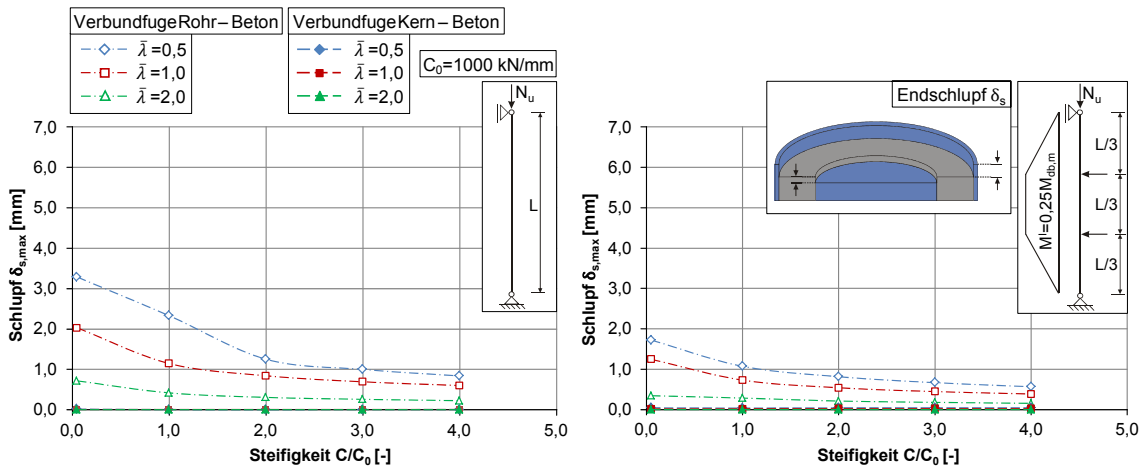 Verbundfuge Rohr – Beton
λ̄ =0,5
λ̄ =1,0
λ̄ =2,0
Verbundfuge Kern – Beton
λ̄ =0,5
λ̄ =1,0
λ̄ =2,0
C₀=1000 kN/mm
Nᵤ
L
7,0
6,0
5,0
4,0
3,0
2,0
1,0
0,0
Schlupf δs,max [mm]
0,0 1,0 2,0 3,0 4,0 5,0
Steifigkeit C/C₀ [-]
Endschlupf δs
Nᵤ
L/3
L/3
L/3
Mᴵ=0,25Mdb,m
7,0
6,0
5,0
4,0
3,0
2,0
1,0
0,0
Schlupf δs,max [mm]
0,0 1,0 2,0 3,0 4,0 5,0
Steifigkeit C/C₀ [-]